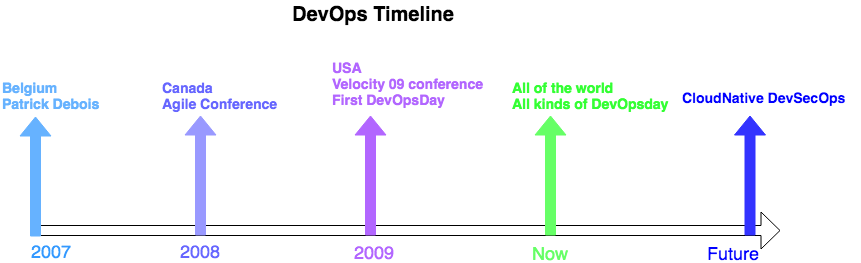 DevOps Timeline
Belgium
Patrick Debois
Canada
Agile Conference
USA
Velocity 09 conference
First DevOpsDay
All of the world
All kinds of DevOpsday
CloudNative DevSecOps
2007
2008
2009
Now
Future